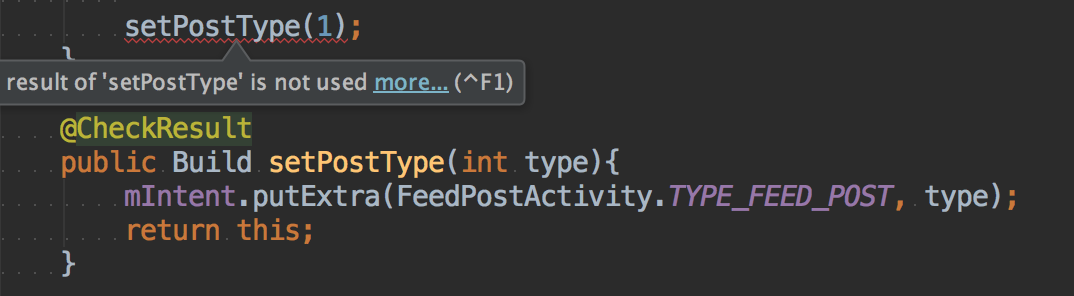 setPostType(1);
}
result of 'setPostType' is not used more... (^F1)
@CheckResult
public Build setPostType(int type){
mIntent.putExtra(FeedPostActivity.TYPE_FEED_POST, type);
return this;
}